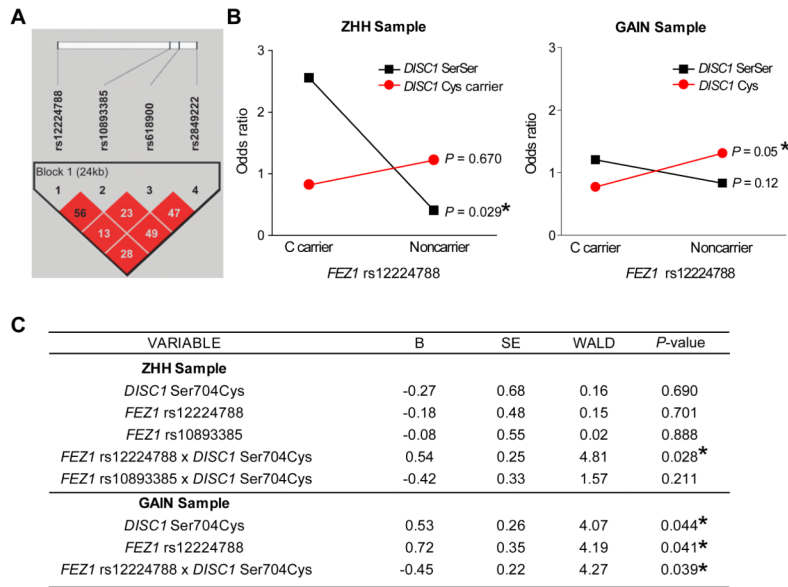 A
rs12224788
rs10893385
rs618900
rs2849222
Block 1 (24kb)
1 2 3 4
56 23 47
13 49
28
B
ZHH Sample
DISC1 SerSer
DISC1 Cys carrier
Odds ratio
3
2
1
0
P = 0.670
P = 0.029*
C carrier Noncarrier
FEZ1 rs12224788
GAIN Sample
DISC1 SerSer
DISC1 Cys
Odds ratio
3
2
1
0
P = 0.05*
P = 0.12
C carrier Noncarrier
FEZ1 rs12224788
C
VARIABLE B SE WALD P-value
ZHH Sample
DISC1 Ser704Cys -0.27 0.68 0.16 0.690
FEZ1 rs12224788 -0.18 0.48 0.15 0.701
FEZ1 rs10893385 -0.08 0.55 0.02 0.888
FEZ1 rs12224788 x DISC1 Ser704Cys 0.54 0.25 4.81 0.028*
FEZ1 rs10893385 x DISC1 Ser704Cys -0.42 0.33 1.57 0.211
GAIN Sample
DISC1 Ser704Cys 0.53 0.26 4.07 0.044*
FEZ1 rs12224788 0.72 0.35 4.19 0.041*
FEZ1 rs12224788 x DISC1 Ser704Cys -0.45 0.22 4.27 0.039*